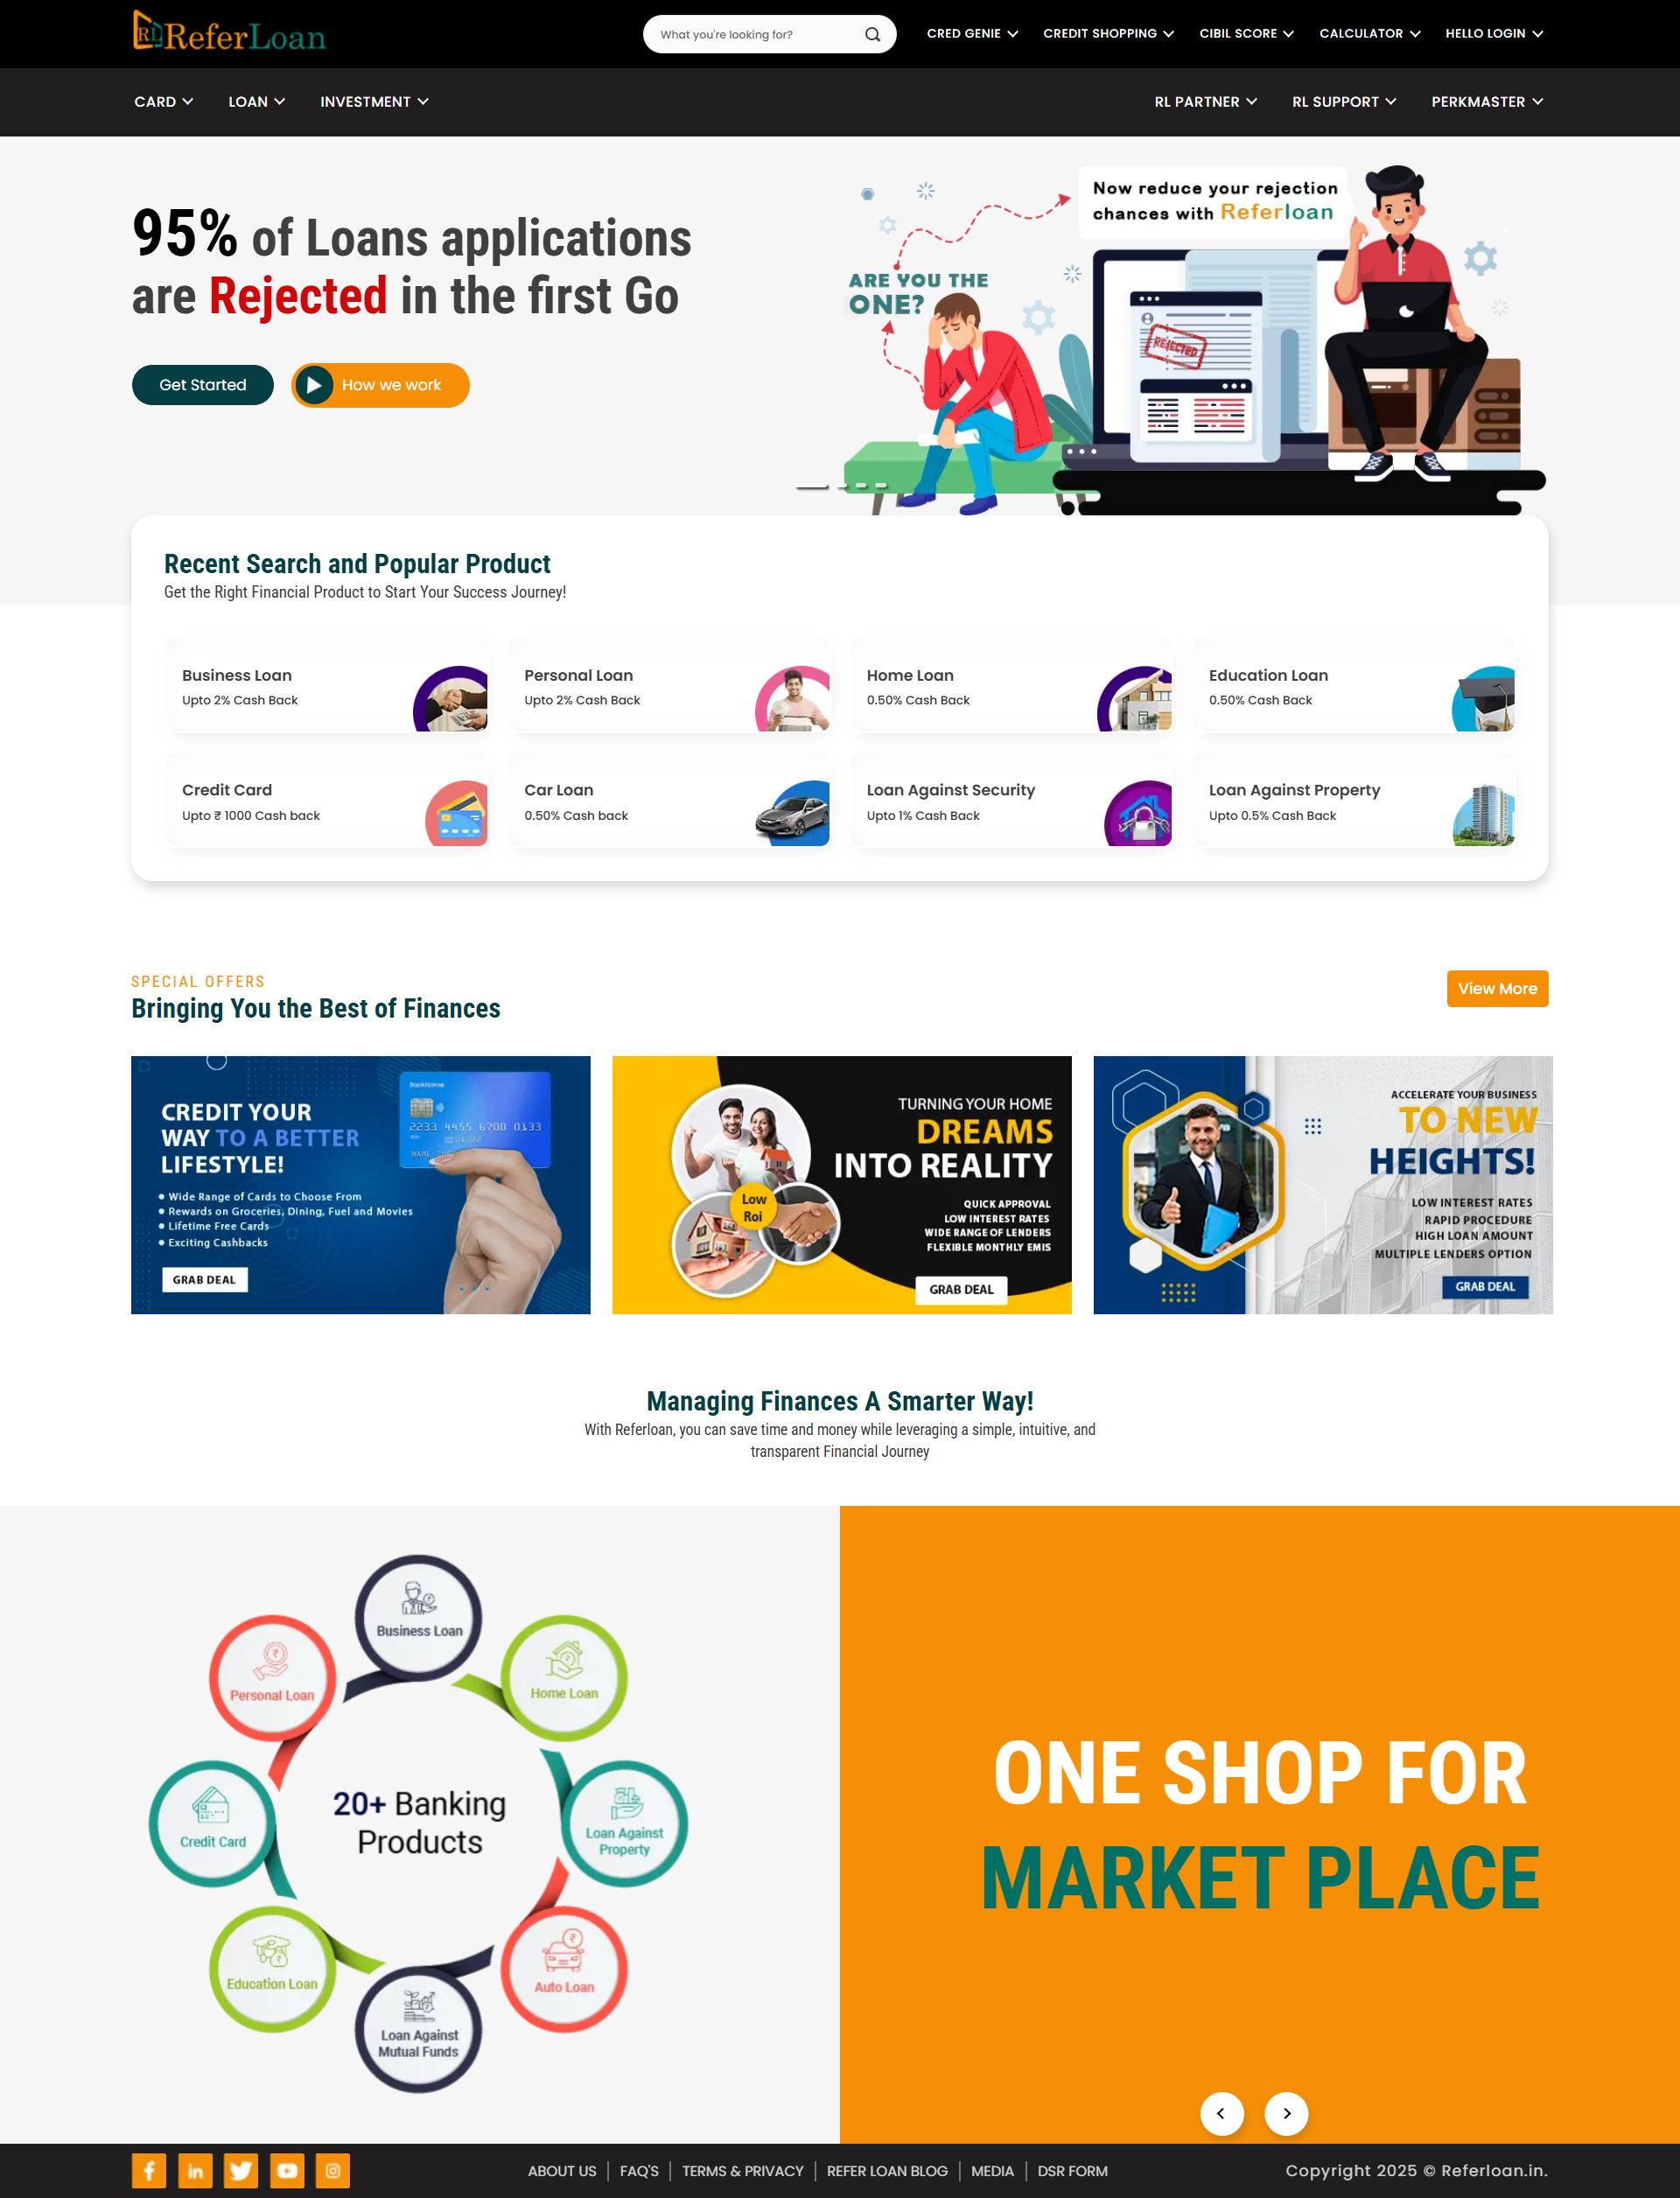 RL ReferLoan
What you're looking for?
CRED GENIE
CREDIT SHOPPING
CIBIL SCORE
CALCULATOR
HELLO LOGIN
CARD
LOAN
INVESTMENT
RL PARTNER
RL SUPPORT
PERKMASTER
95% of Loans applications
are Rejected in the first Go
Get Started
How we work
Now reduce your rejection
chances with Referloan
ARE YOU THE
ONE?
REJECTED
Recent Search and Popular Product
Get the Right Financial Product to Start Your Success Journey!
Business Loan
Upto 2% Cash Back
Personal Loan
Upto 2% Cash Back
Home Loan
0.50% Cash Back
Education Loan
0.50% Cash Back
Credit Card
Upto ₹ 1000 Cash back
Car Loan
0.50% Cash back
Loan Against Security
Upto 1% Cash Back
Loan Against Property
Upto 0.5% Cash Back
SPECIAL OFFERS
Bringing You the Best of Finances
View More
CREDIT YOUR
WAY TO A BETTER
LIFESTYLE!
• Wide Range of Cards to Choose From
• Rewards on Groceries, Dining, Fuel and Movies
• Lifetime Free Cards
• Exciting Cashbacks
GRAB DEAL
BankName
2233 4455 6700 0133
TURNING YOUR HOME
DREAMS
INTO REALITY
Low
Roi
QUICK APPROVAL
LOW INTEREST RATES
WIDE RANGE OF LENDERS
FLEXIBLE MONTHLY EMIS
GRAB DEAL
ACCELERATE YOUR BUSINESS
TO NEW
HEIGHTS!
LOW INTEREST RATES
RAPID PROCEDURE
HIGH LOAN AMOUNT
MULTIPLE LENDERS OPTION
GRAB DEAL
Managing Finances A Smarter Way!
With Referloan, you can save time and money while leveraging a simple, intuitive, and
transparent Financial Journey
Business Loan
Personal Loan
Home Loan
20+ Banking
Products
Credit Card
Loan Against
Property
Education Loan
Auto Loan
Loan Against
Mutual Funds
ONE SHOP FOR
MARKET PLACE
ABOUT US
FAQ'S
TERMS & PRIVACY
REFER LOAN BLOG
MEDIA
DSR FORM
Copyright 2025 © Referloan.in.